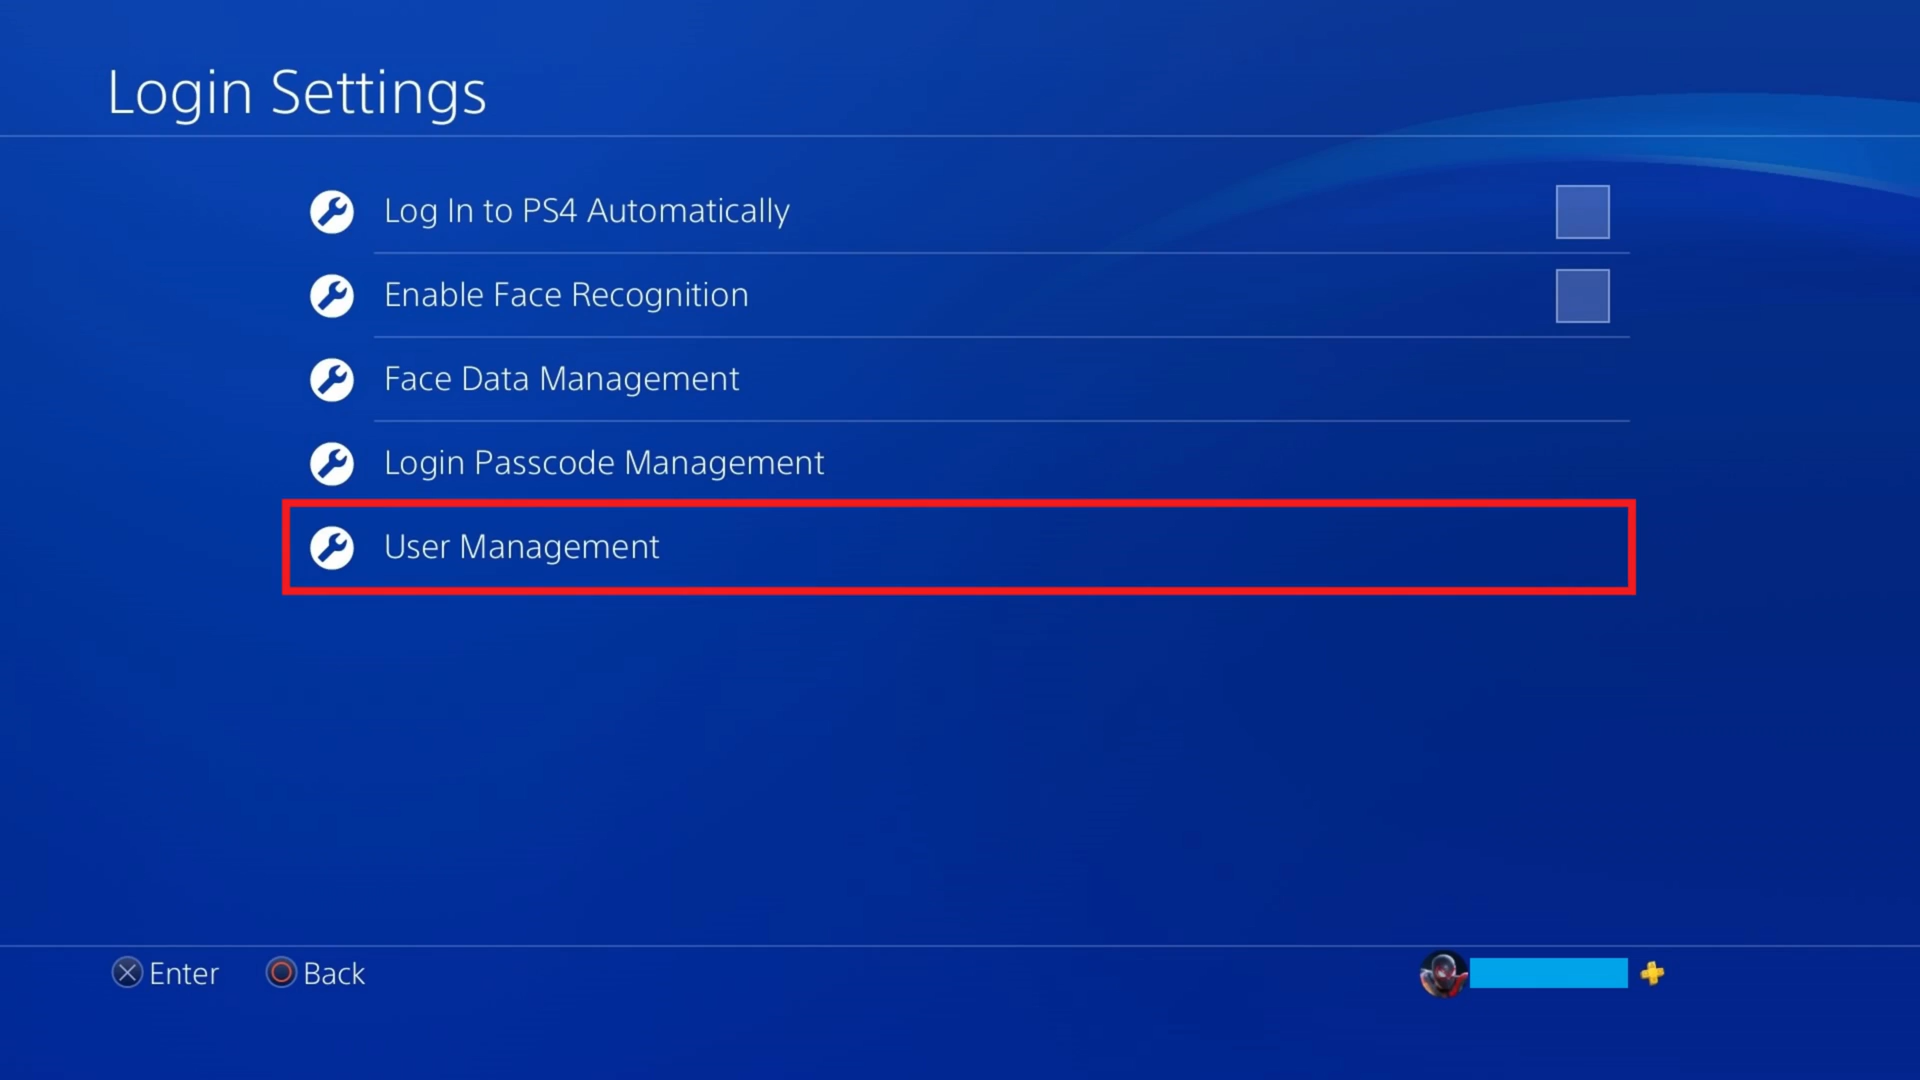 Login Settings
Log In to PS4 Automatically
Enable Face Recognition
Face Data Management
Login Passcode Management
User Management
Enter Back